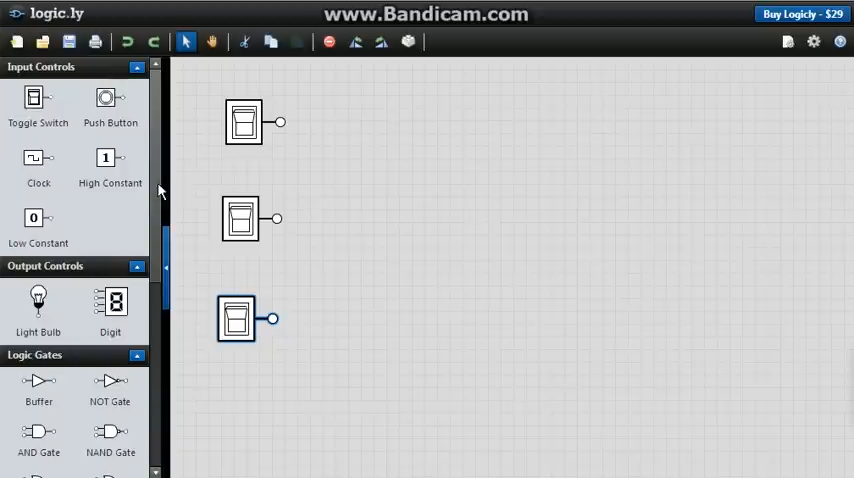 logic.ly
www.Bandicam.com
Buy Logicly - $29
Input Controls
Toggle Switch
Push Button
Clock
1
High Constant
0
Low Constant
Output Controls
Light Bulb
8
Digit
Logic Gates
Buffer
NOT Gate
AND Gate
NAND Gate